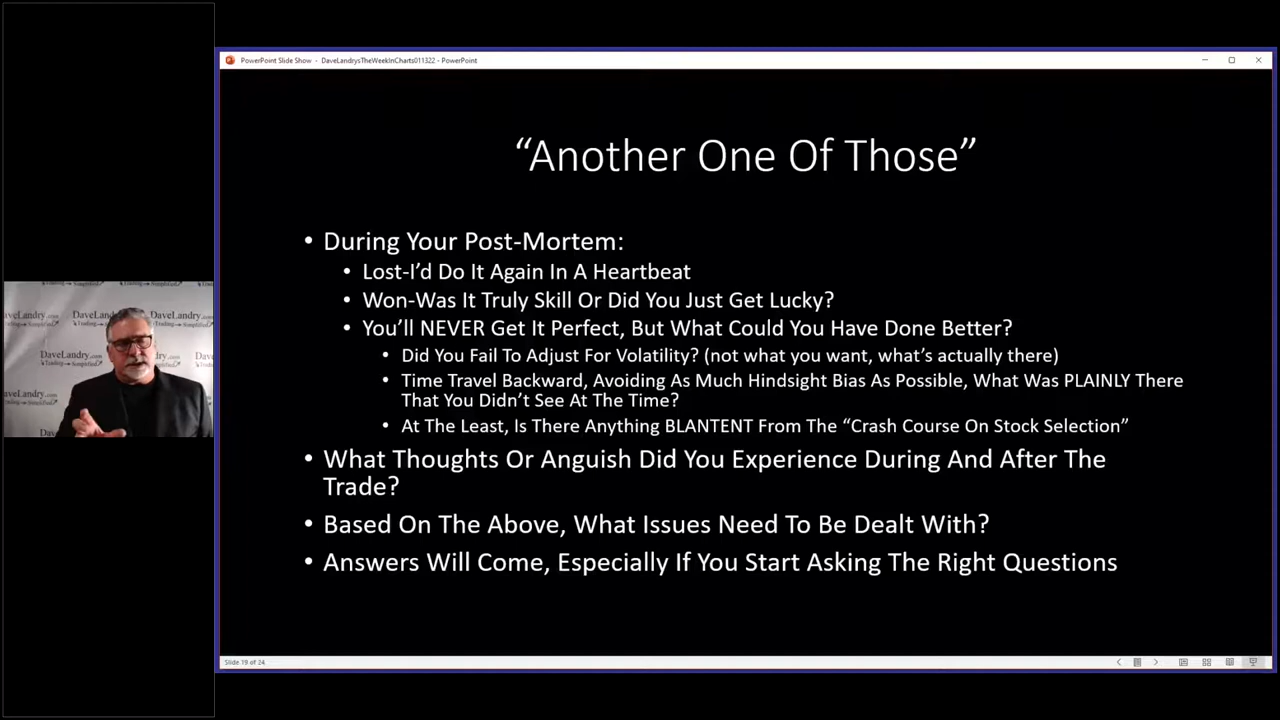 PowerPoint Slide Show - DaveLandrysTheWeekInCharts011322 - PowerPoint
“Another One Of Those”
• During Your Post-Mortem:
• Lost-I’d Do It Again In A Heartbeat
• Won-Was It Truly Skill Or Did You Just Get Lucky?
• You’ll NEVER Get It Perfect, But What Could You Have Done Better?
• Did You Fail To Adjust For Volatility? (not what you want, what’s actually there)
• Time Travel Backward, Avoiding As Much Hindsight Bias As Possible, What Was PLAINLY There
That You Didn’t See At The Time?
• At The Least, Is There Anything BLANTENT From The “Crash Course On Stock Selection”
• What Thoughts Or Anguish Did You Experience During And After The
Trade?
• Based On The Above, What Issues Need To Be Dealt With?
• Answers Will Come, Especially If You Start Asking The Right Questions
Slide 19 of 24
DaveLandry.com
Trading Simplified